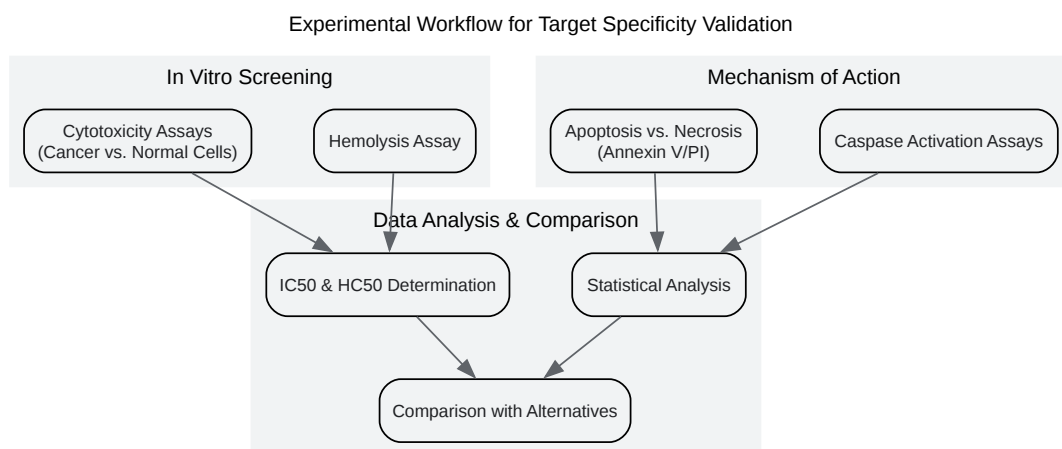 Experimental Workflow for Target Specificity Validation
In Vitro Screening
Mechanism of Action
Cytotoxicity Assays
(Cancer vs. Normal Cells)
Hemolysis Assay
Apoptosis vs. Necrosis
(Annexin V/PI)
Caspase Activation Assays
Data Analysis & Comparison
IC50 & HC50 Determination
Statistical Analysis
Comparison with Alternatives